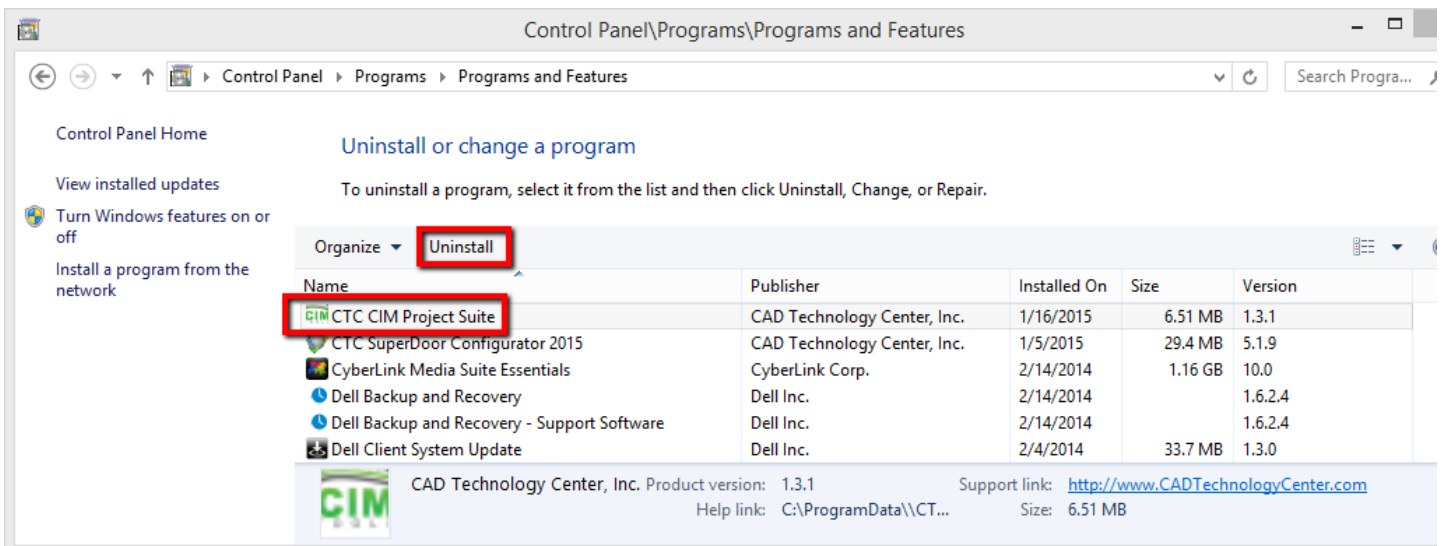 Control Panel\Programs\Programs and Features
Control Panel Programs Programs and Features Search Progra...
Control Panel Home
View installed updates
Turn Windows features on or
off
Install a program from the
network
Uninstall or change a program
To uninstall a program, select it from the list and then click Uninstall, Change, or Repair.
Organize Uninstall
Name Publisher Installed On Size Version
CTC CIM Project Suite CAD Technology Center, Inc. 1/16/2015 6.51 MB 1.3.1
CTC SuperDoor Configurator 2015 CAD Technology Center, Inc. 1/5/2015 29.4 MB 5.1.9
CyberLink Media Suite Essentials CyberLink Corp. 2/14/2014 1.16 GB 10.0
Dell Backup and Recovery Dell Inc. 2/14/2014 1.6.2.4
Dell Backup and Recovery - Support Software Dell Inc. 2/14/2014 1.6.2.4
Dell Client System Update Dell Inc. 2/4/2014 33.7 MB 1.3.0
CIM
CAD Technology Center, Inc. Product version: 1.3.1 Support link: http://www.CADTechnologyCenter.com
Help link: C:\ProgramData\\CT... Size: 6.51 MB